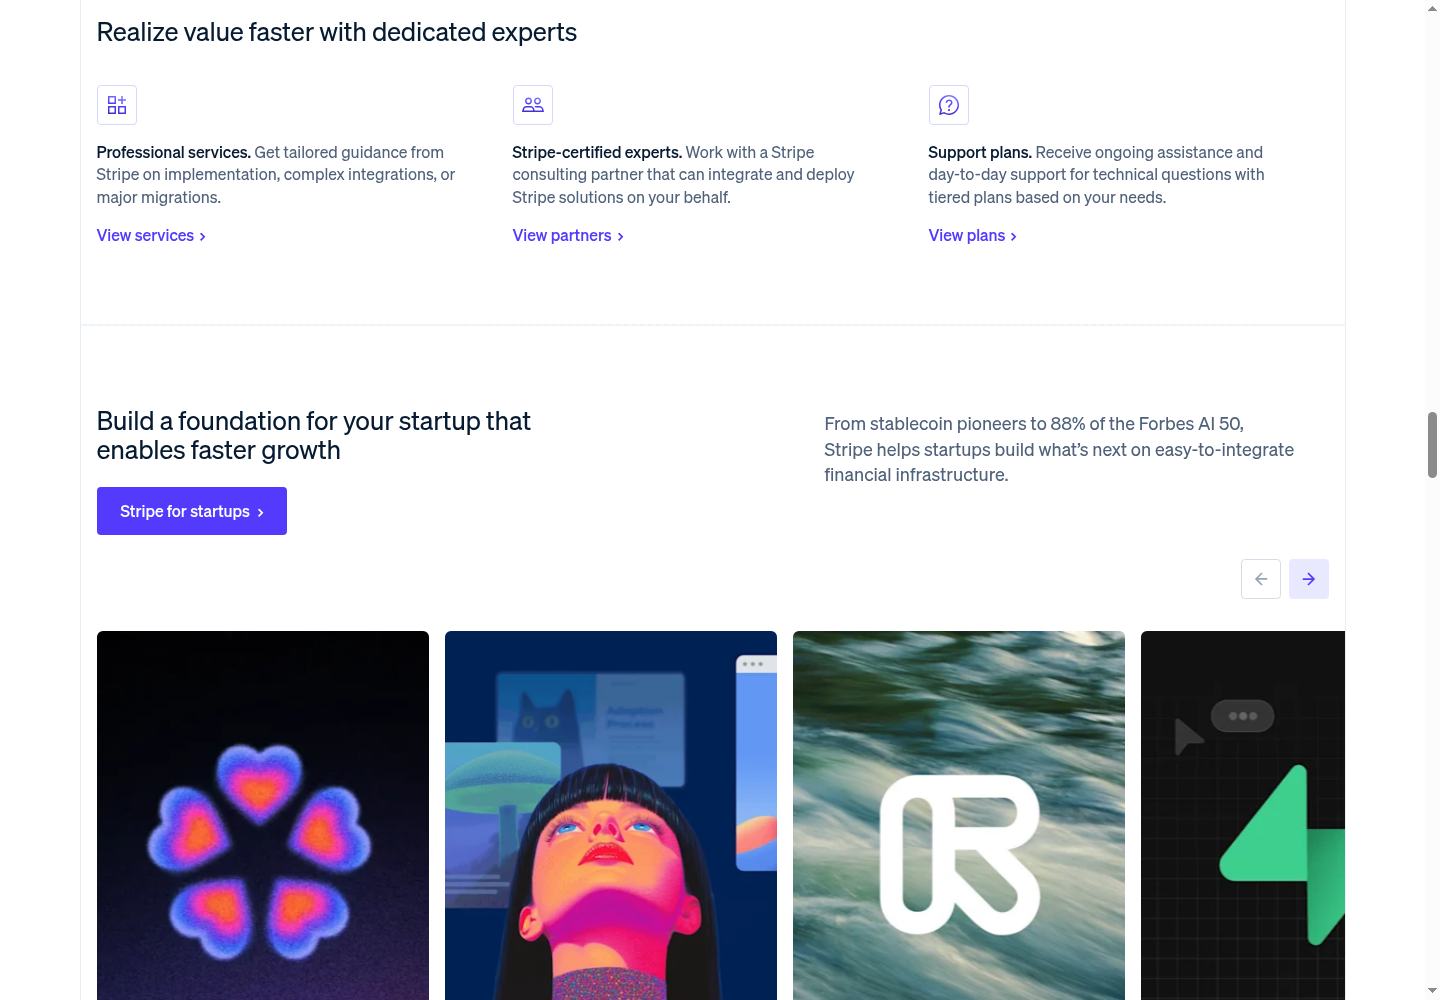 Realize value faster with dedicated experts
Professional services. Get tailored guidance from
Stripe on implementation, complex integrations, or
major migrations.
View services
Stripe-certified experts. Work with a Stripe
consulting partner that can integrate and deploy
Stripe solutions on your behalf.
View partners
Support plans. Receive ongoing assistance and
day-to-day support for technical questions with
tiered plans based on your needs.
View plans
Build a foundation for your startup that
enables faster growth
Stripe for startups
From stablecoin pioneers to 88% of the Forbes AI 50,
Stripe helps startups build what’s next on easy-to-integrate
financial infrastructure.
Adoption
Process